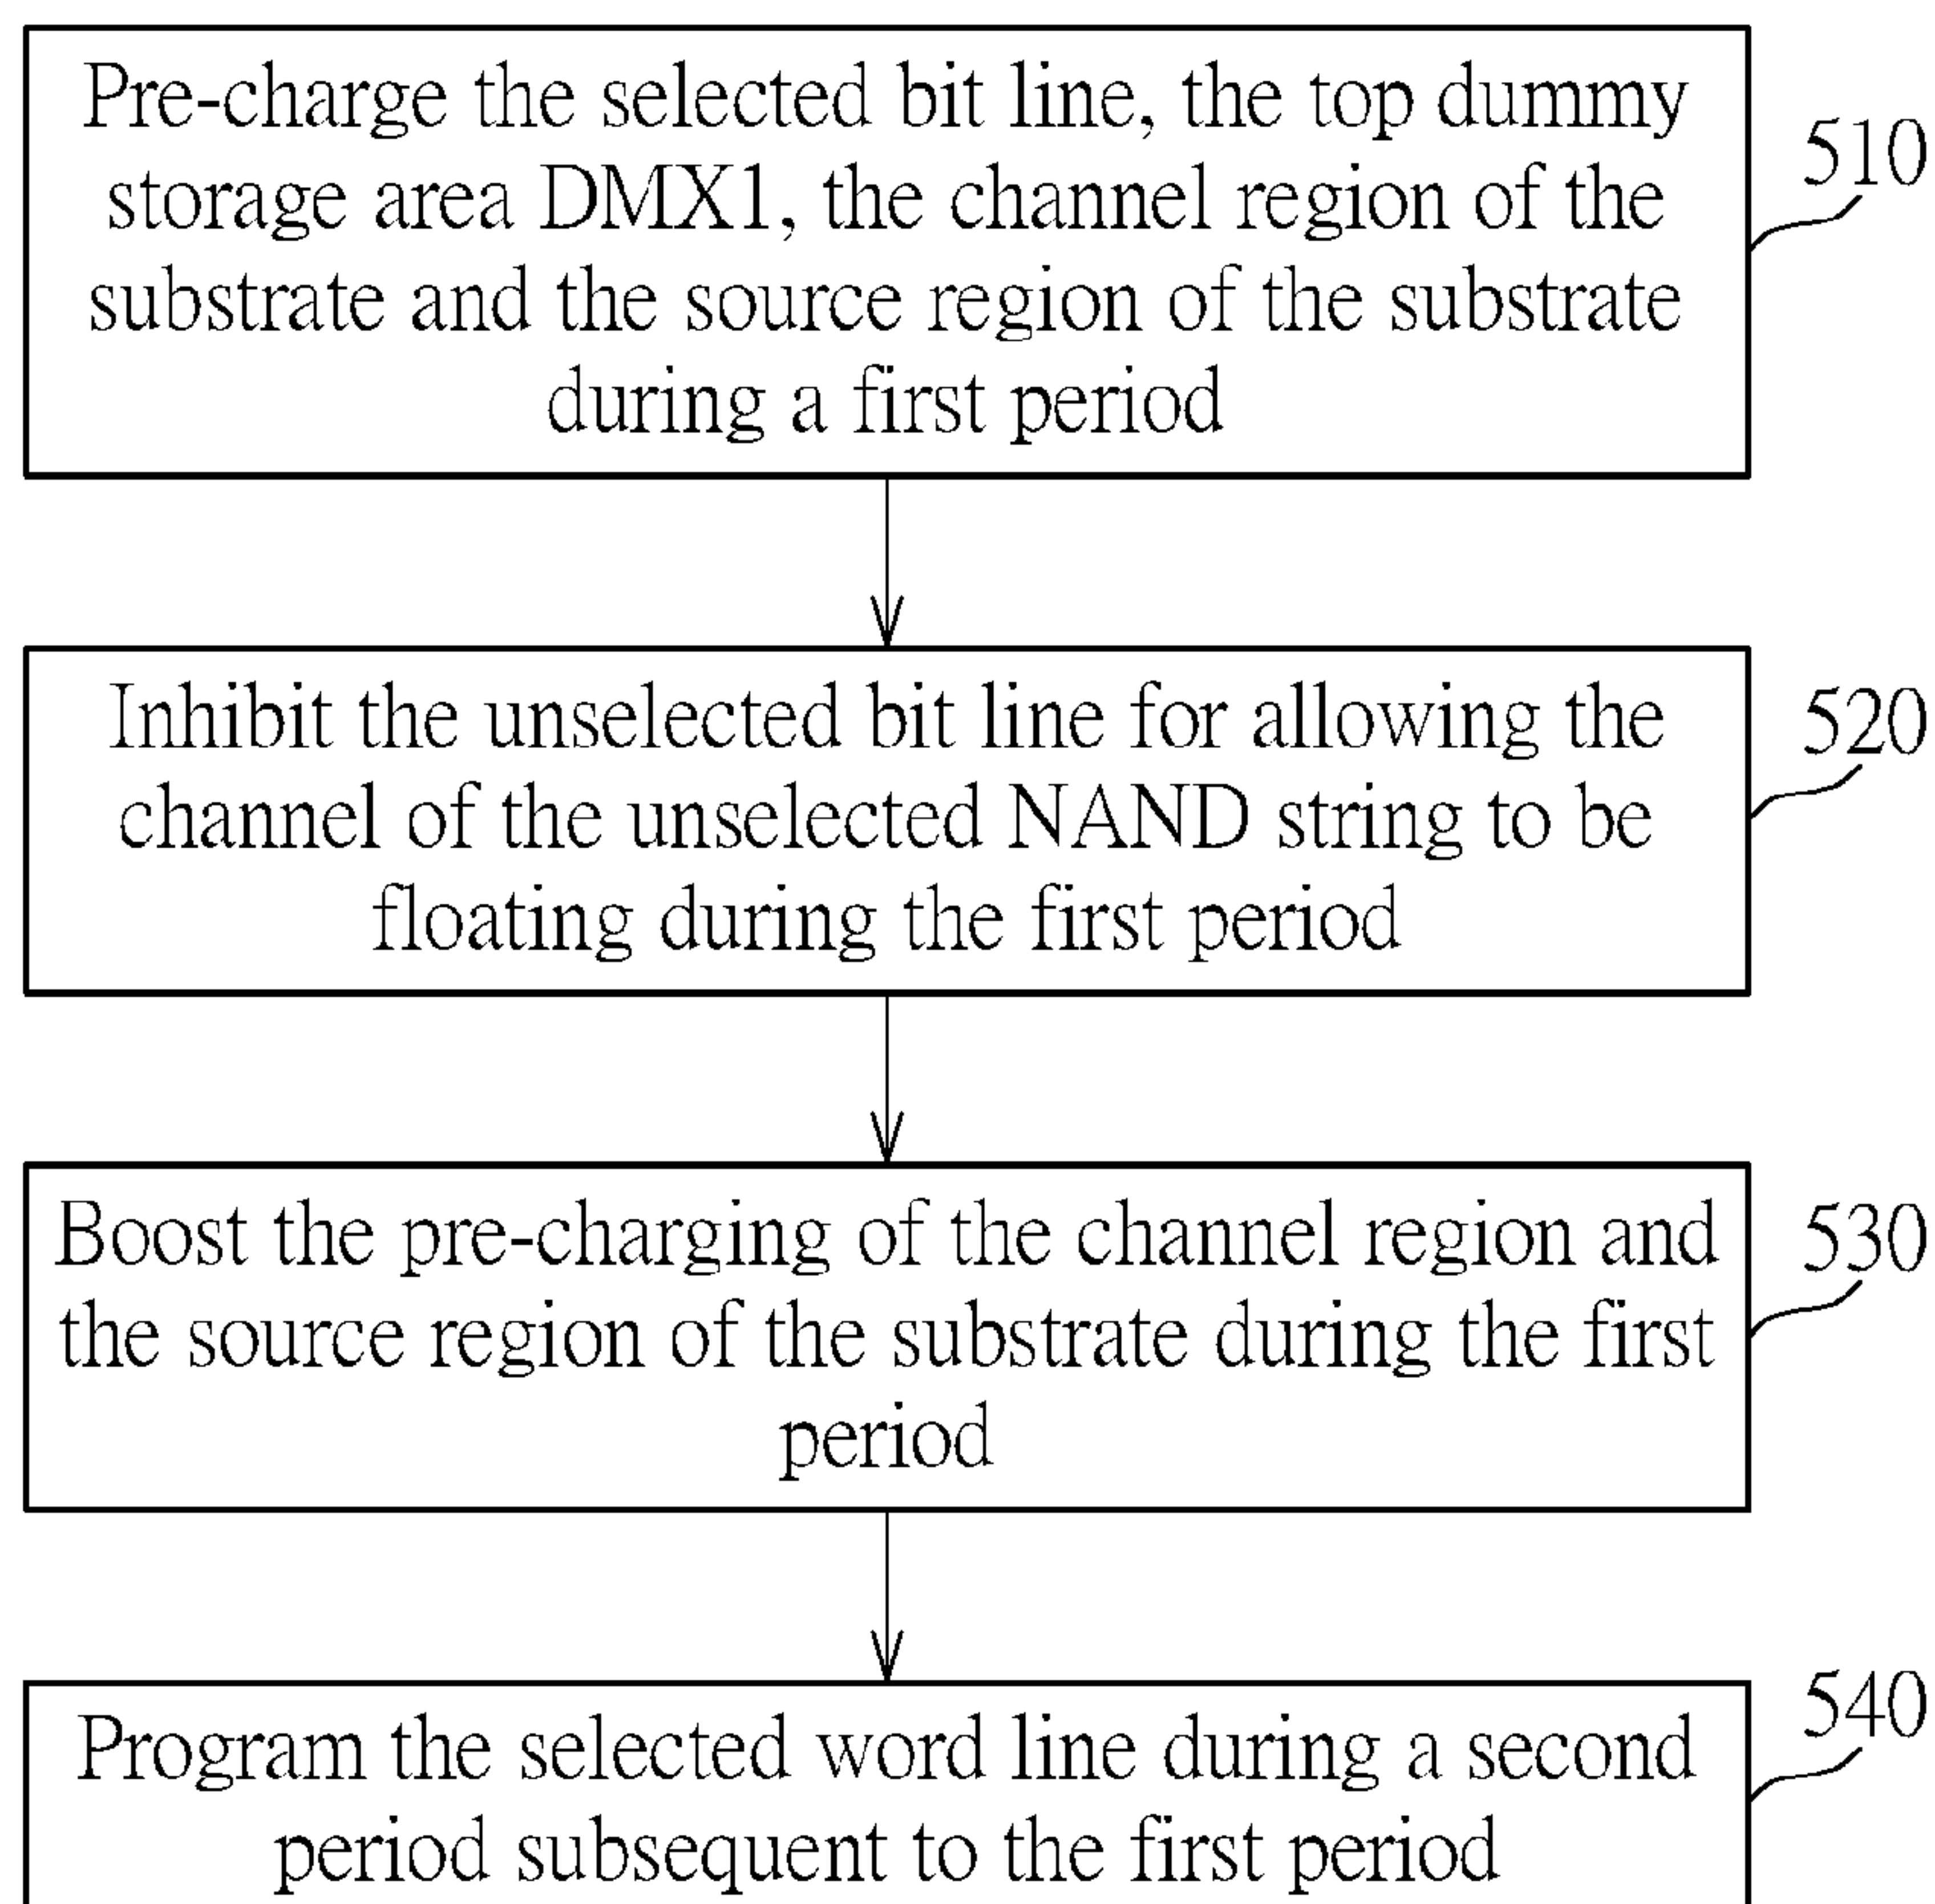 Pre-charge the selected bit line, the top dummy
storage area DMX1, the channel region of the
substrate and the source region of the substrate
during a first period
510
Inhibit the unselected bit line for allowing the
channel of the unselected NAND string to be
floating during the first period
520
Boost the pre-charging of the channel region and
the source region of the substrate during the first
period
530
Program the selected word line during a second
period subsequent to the first period
540